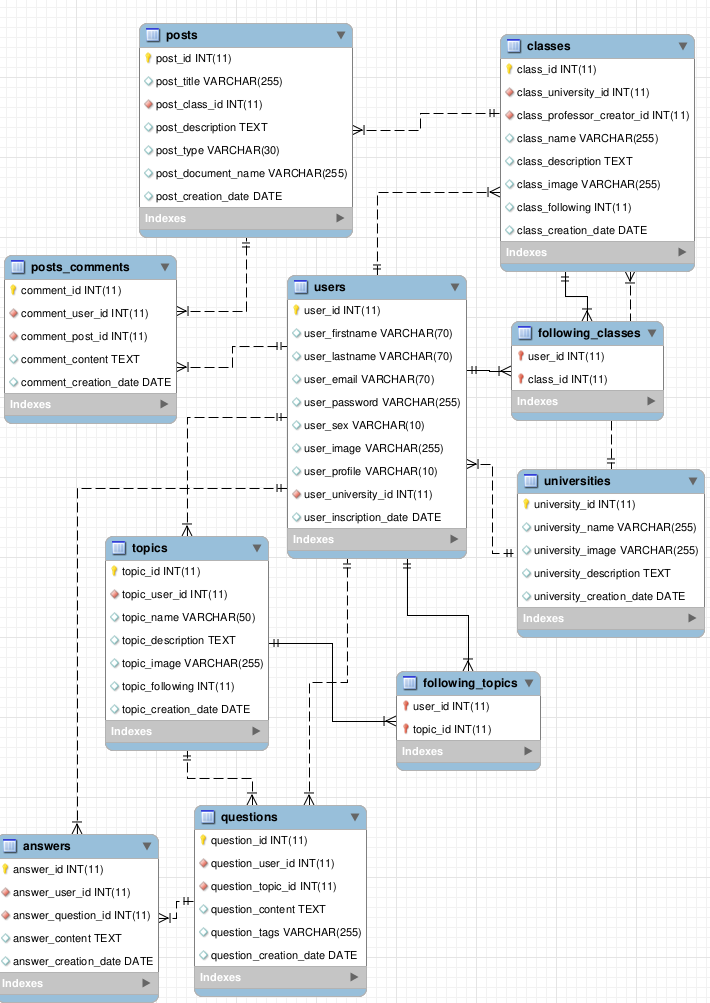 posts
post_id INT(11)
post_title VARCHAR(255)
post_class_id INT(11)
post_description TEXT
post_type VARCHAR(30)
post_document_name VARCHAR(255)
post_creation_date DATE
Indexes
classes
class_id INT(11)
class_university_id INT(11)
class_professor_creator_id INT(11)
class_name VARCHAR(255)
class_description TEXT
class_image VARCHAR(255)
class_following INT(11)
class_creation_date DATE
Indexes
posts_comments
comment_id INT(11)
comment_user_id INT(11)
comment_post_id INT(11)
comment_content TEXT
comment_creation_date DATE
Indexes
users
user_id INT(11)
user_firstname VARCHAR(70)
user_lastname VARCHAR(70)
user_email VARCHAR(70)
user_password VARCHAR(255)
user_sex VARCHAR(10)
user_image VARCHAR(255)
user_profile VARCHAR(10)
user_university_id INT(11)
user_inscription_date DATE
Indexes
following_classes
user_id INT(11)
class_id INT(11)
Indexes
universities
university_id INT(11)
university_name VARCHAR(255)
university_image VARCHAR(255)
university_description TEXT
university_creation_date DATE
Indexes
topics
topic_id INT(11)
topic_user_id INT(11)
topic_name VARCHAR(50)
topic_description TEXT
topic_image VARCHAR(255)
topic_following INT(11)
topic_creation_date DATE
Indexes
following_topics
user_id INT(11)
topic_id INT(11)
Indexes
questions
question_id INT(11)
question_user_id INT(11)
question_topic_id INT(11)
question_content TEXT
question_tags VARCHAR(255)
question_creation_date DATE
Indexes
answers
answer_id INT(11)
answer_user_id INT(11)
answer_question_id INT(11)
answer_content TEXT
answer_creation_date DATE
Indexes